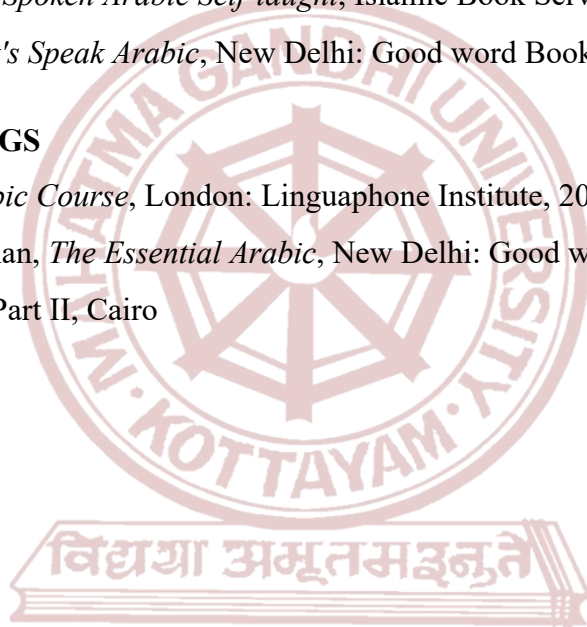 Spoken Arabic Self-taught, Islamic Book Serv
's Speak Arabic, New Delhi: Good word Book
GS
bic Course, London: Linguaphone Institute, 20
an, The Essential Arabic, New Delhi: Good w
Part II, Cairo
MAHATMA GANDHI UNIVERSITY
· KOTTAYAM ·
विद्यया अमृतमश्नुते